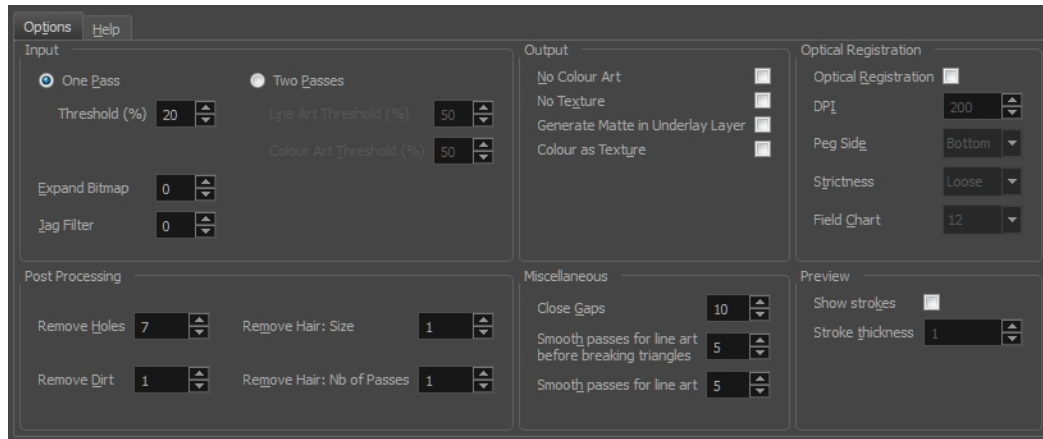 Options Help
Input
One Pass Two Passes
Threshold (%) 20 Line Art Threshold (%) 50
Colour Art Threshold (%) 50
Expand Bitmap 0
Jag Filter 0
Output
No Colour Art
No Texture
Generate Matte in Underlay Layer
Colour as Texture
Optical Registration
Optical Registration
DPI 200
Peg Side Bottom
Strictness Loose
Field Chart 12
Post Processing
Remove Holes 7 Remove Hair: Size 1
Remove Dirt 1 Remove Hair: Nb of Passes 1
Miscellaneous
Close Gaps 10
Smooth passes for line art
before breaking triangles 5
Smooth passes for line art 5
Preview
Show strokes
Stroke thickness 1